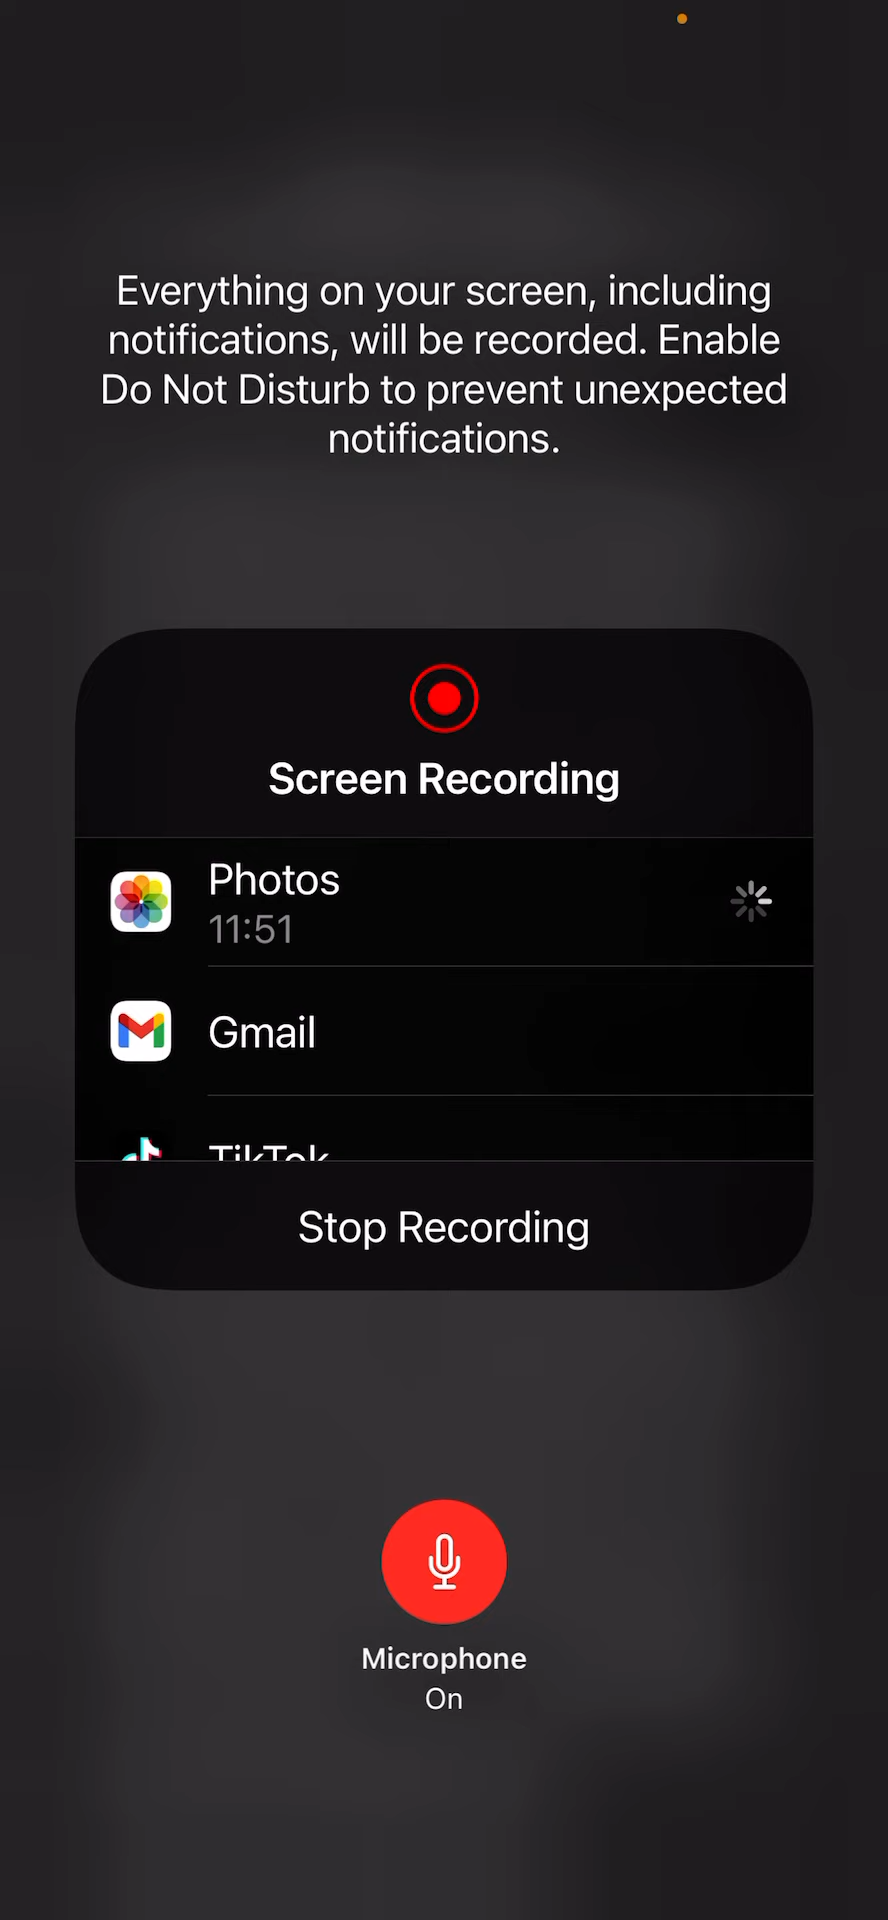 Everything on your screen, including
notifications, will be recorded. Enable
Do Not Disturb to prevent unexpected
notifications.
Screen Recording
Photos
11:51
Gmail
TikTok
Stop Recording
Microphone
On